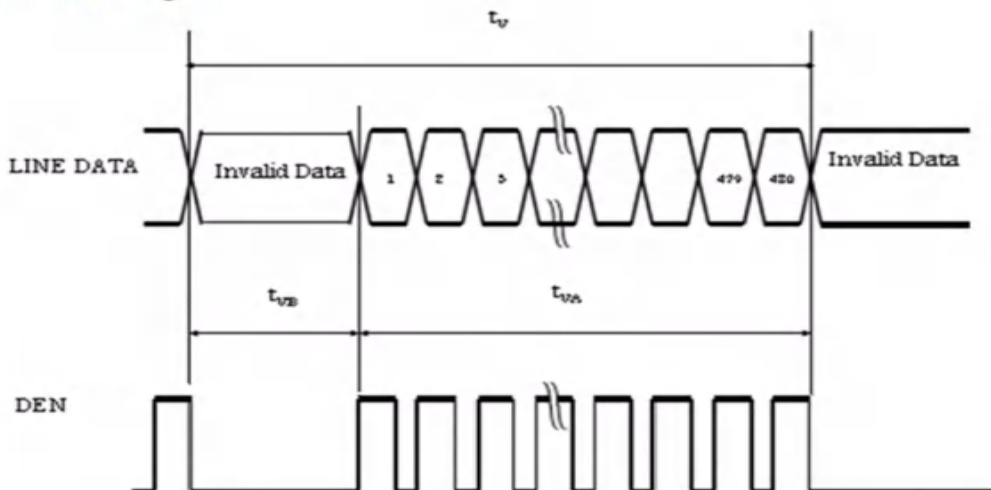 tV
LINE DATA
Invalid Data
1
2
3
479
480
Invalid Data
tVB
tVA
DEN